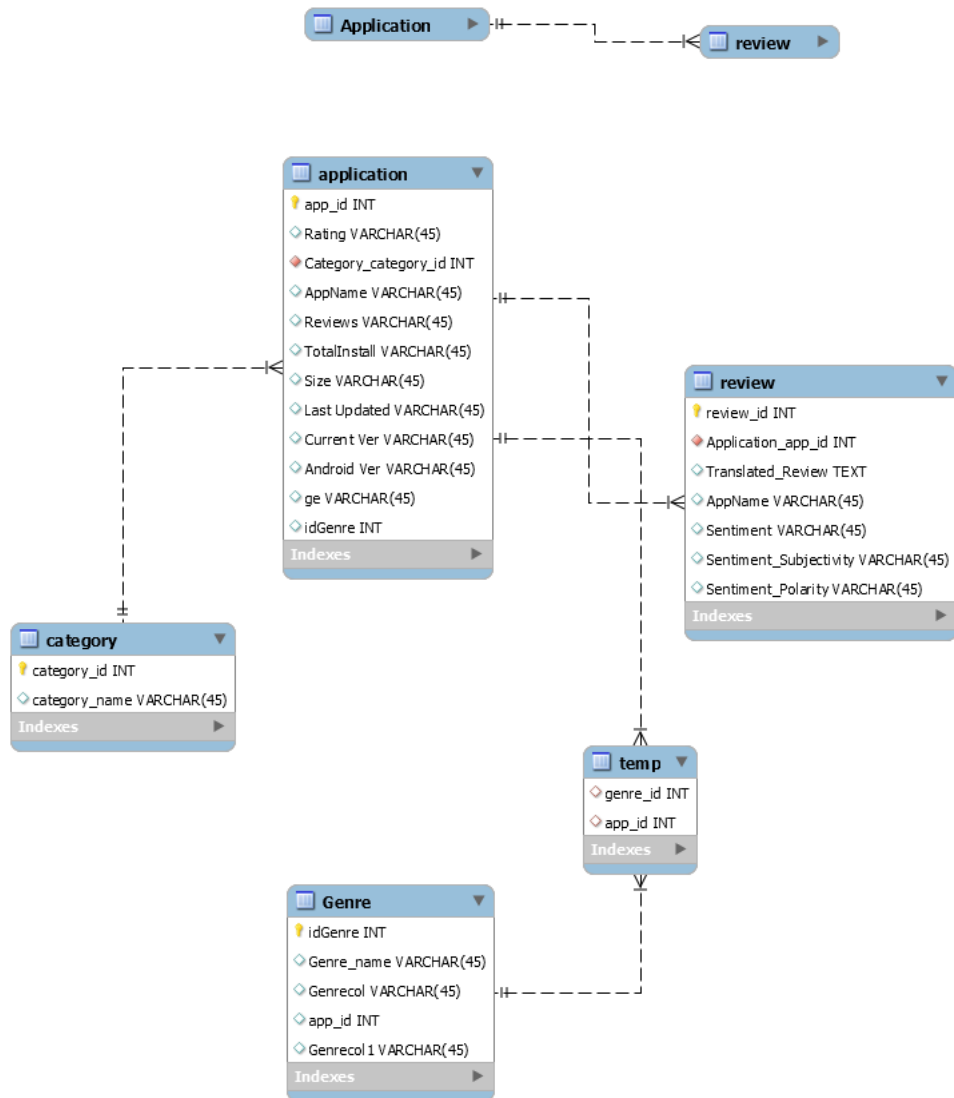 Application
review
application
app_id INT
Rating VARCHAR(45)
Category_category_id INT
AppName VARCHAR(45)
Reviews VARCHAR(45)
TotalInstall VARCHAR(45)
Size VARCHAR(45)
Last Updated VARCHAR(45)
Current Ver VARCHAR(45)
Android Ver VARCHAR(45)
ge VARCHAR(45)
idGenre INT
Indexes
review
review_id INT
Application_app_id INT
Translated_Review TEXT
AppName VARCHAR(45)
Sentiment VARCHAR(45)
Sentiment_Subjectivity VARCHAR(45)
Sentiment_Polarity VARCHAR(45)
Indexes
category
category_id INT
category_name VARCHAR(45)
Indexes
temp
genre_id INT
app_id INT
Indexes
Genre
idGenre INT
Genre_name VARCHAR(45)
Genrecol VARCHAR(45)
app_id INT
Genrecol1 VARCHAR(45)
Indexes